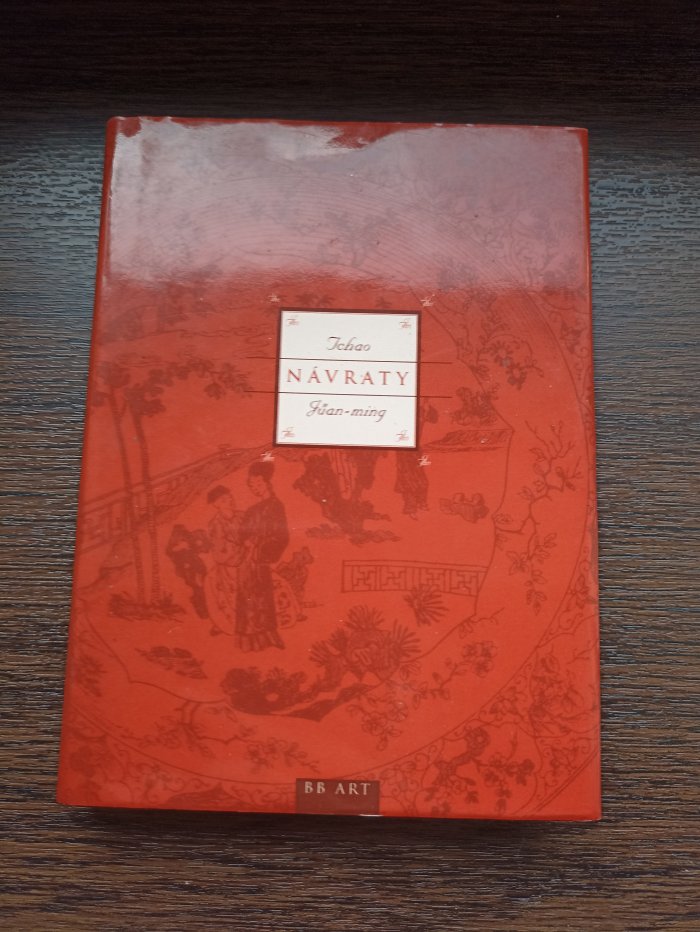 Tchao
NÁVRATY
Jüan-ming
BB ART